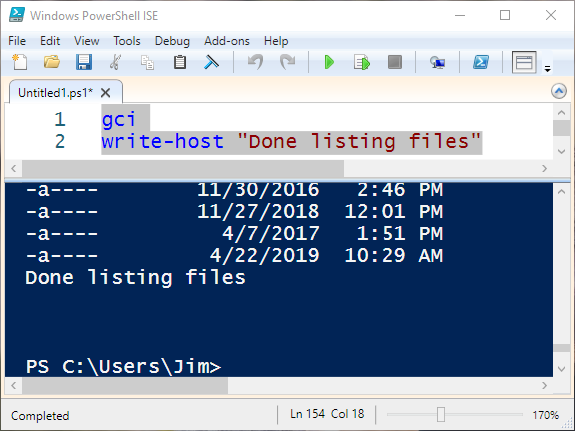 Windows PowerShell ISE
File Edit View Tools Debug Add-ons Help
Untitled1.ps1*
1 gci
2 write-host "Done listing files"
-a---- 11/30/2016 2:46 PM
-a---- 11/27/2018 12:01 PM
-a---- 4/7/2017 1:51 PM
-a---- 4/22/2019 10:29 AM
Done listing files
PS C:\Users\Jim>
Completed Ln 154 Col 18 170%